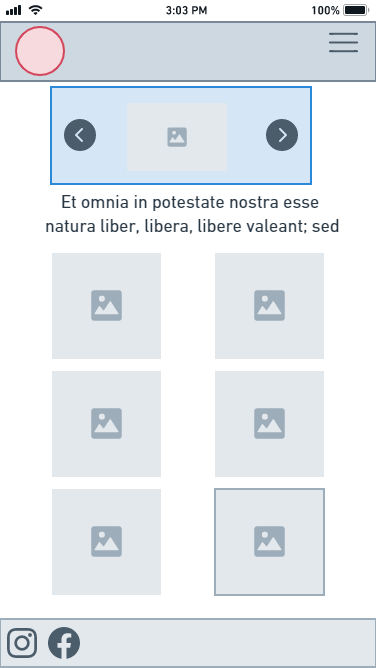 3:03 PM 100%
Et omnia in potestate nostra esse
natura liber, libera, libere valeant; sed